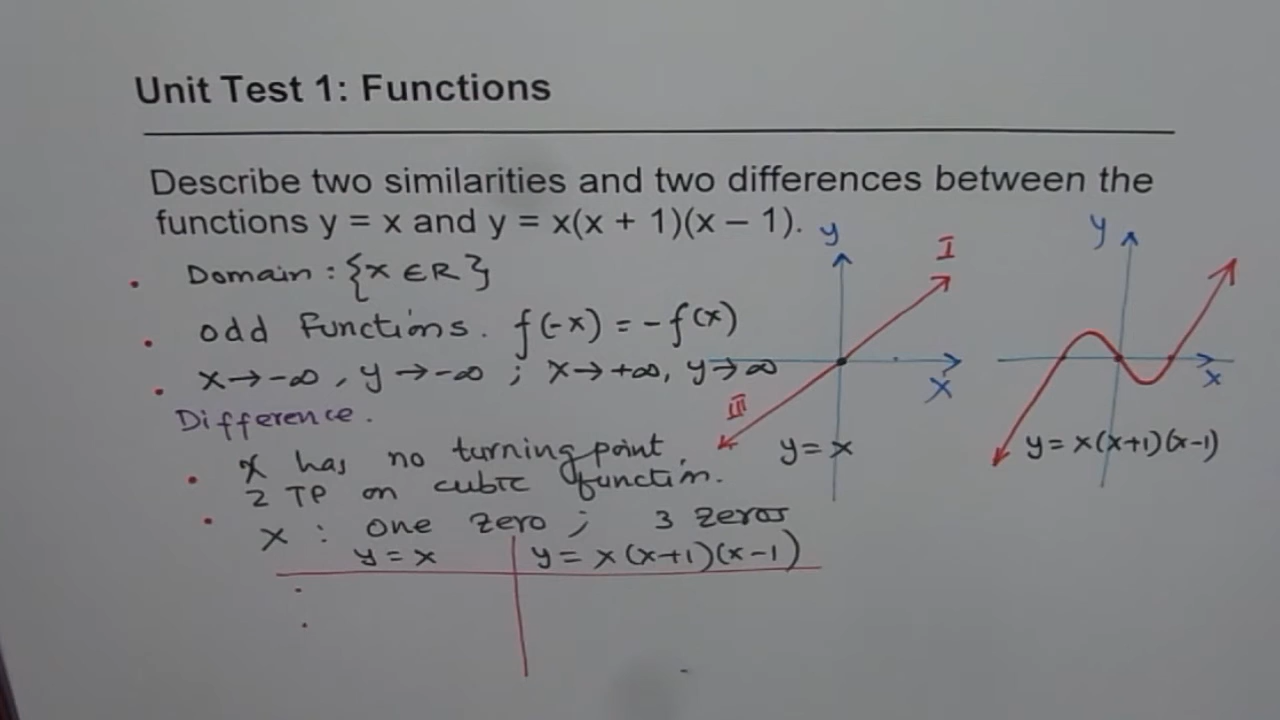 Unit Test 1: Functions
Describe two similarities and two differences between the
functions y = x and y = x(x + 1)(x – 1).
• Domain : {x ∈ R}
• odd Functions. f(-x) = -f(x)
• x → -∞, y → -∞ ; x → +∞, y → ∞
Difference.
• x has no turning point.
2 TP on cubic function.
• x : one zero ; 3 zeros
y = x | y = x(x+1)(x-1)
y
I
III
x
y = x
y
x
y = x(x+1)(x-1)